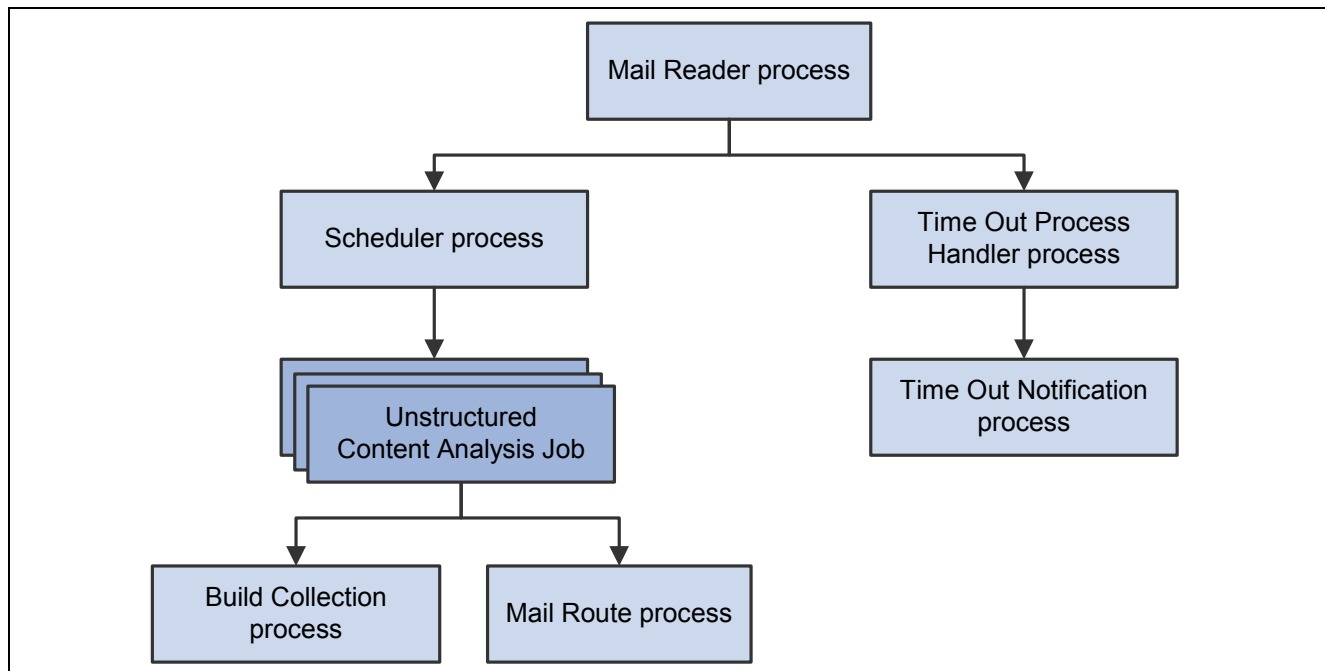 Mail Reader process
Scheduler process
Time Out Process
Handler process
Unstructured
Content Analysis Job
Time Out Notification
process
Build Collection
process
Mail Route process